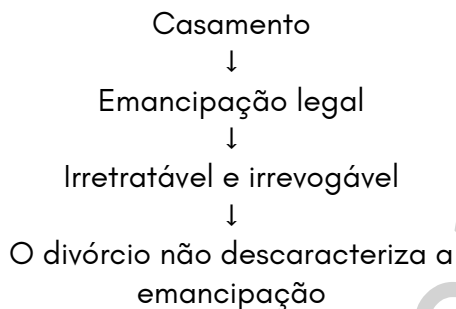 Casamento
↓
Emancipação legal
↓
Irretratável e irrevogável
↓
O divórcio não descaracteriza a
emancipação